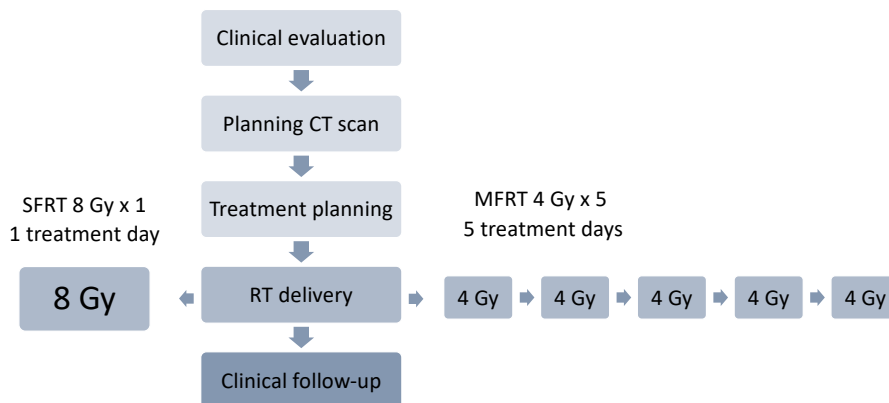 Clinical evaluation
Planning CT scan
Treatment planning
SFRT 8 Gy x 1
1 treatment day
MFRT 4 Gy x 5
5 treatment days
8 Gy
RT delivery
4 Gy
4 Gy
4 Gy
4 Gy
4 Gy
Clinical follow-up